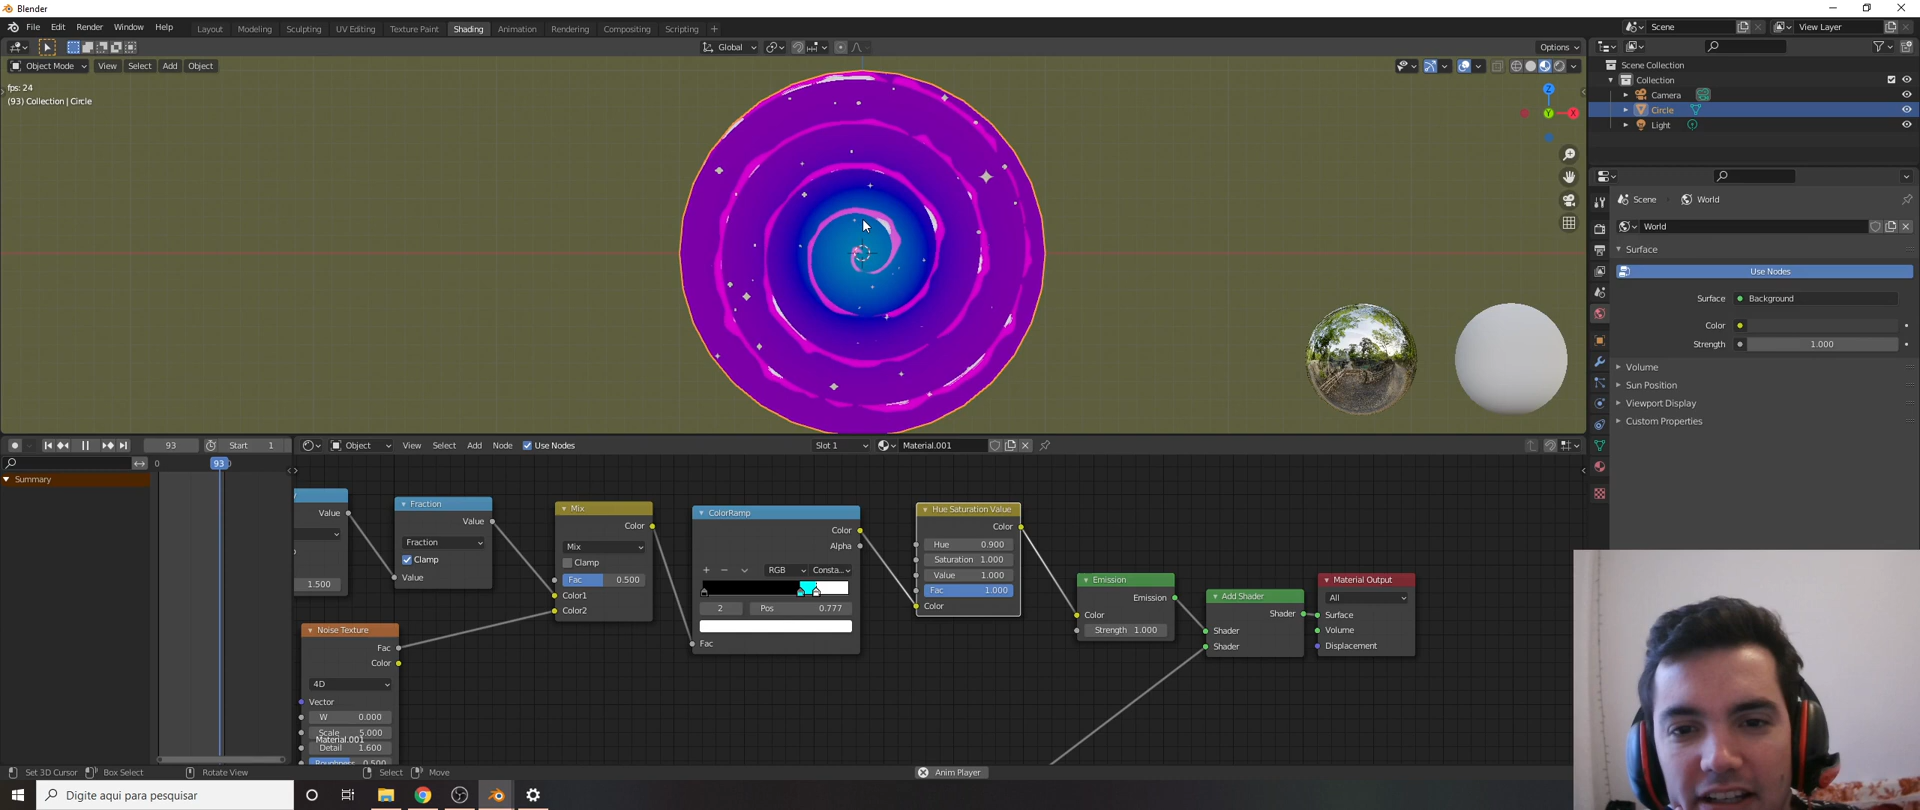 Blender
File Edit Render Window Help
Layout Modeling Sculpting UV Editing Texture Paint Shading Animation Rendering Compositing Scripting +
Scene View Layer
Global Options
Object Mode View Select Add Object
fps: 24
(93) Collection | Circle
Z
Y
X
Scene Collection
Collection
Camera
Circle
Light
Scene World
World
Surface
Use Nodes
Surface Background
Color
Strength 1.000
Volume
Sun Position
Viewport Display
Custom Properties
93 Start 1
Object View Select Add Node Use Nodes Slot 1 Material.001
0 93
Summary
Value
1.500
Fraction
Value
Fraction
Clamp
Value
Mix
Color
Mix
Clamp
Fac 0.500
Color1
Color2
ColorRamp
Color
Alpha
RGB Consta...
2 Pos 0.777
Fac
Hue Saturation Value
Color
Hue 0.900
Saturation 1.000
Value 1.000
Fac 1.000
Color
Emission
Emission
Color
Strength 1.000
Add Shader
Shader
Shader
Shader
Material Output
All
Surface
Volume
Displacement
Noise Texture
Fac
Color
4D
Vector
W 0.000
Scale 5.000
Material.001
Detail 1.600
Roughness 0.500
Set 3D Cursor Box Select Rotate View Select Move Anim Player
Digite aqui para pesquisar